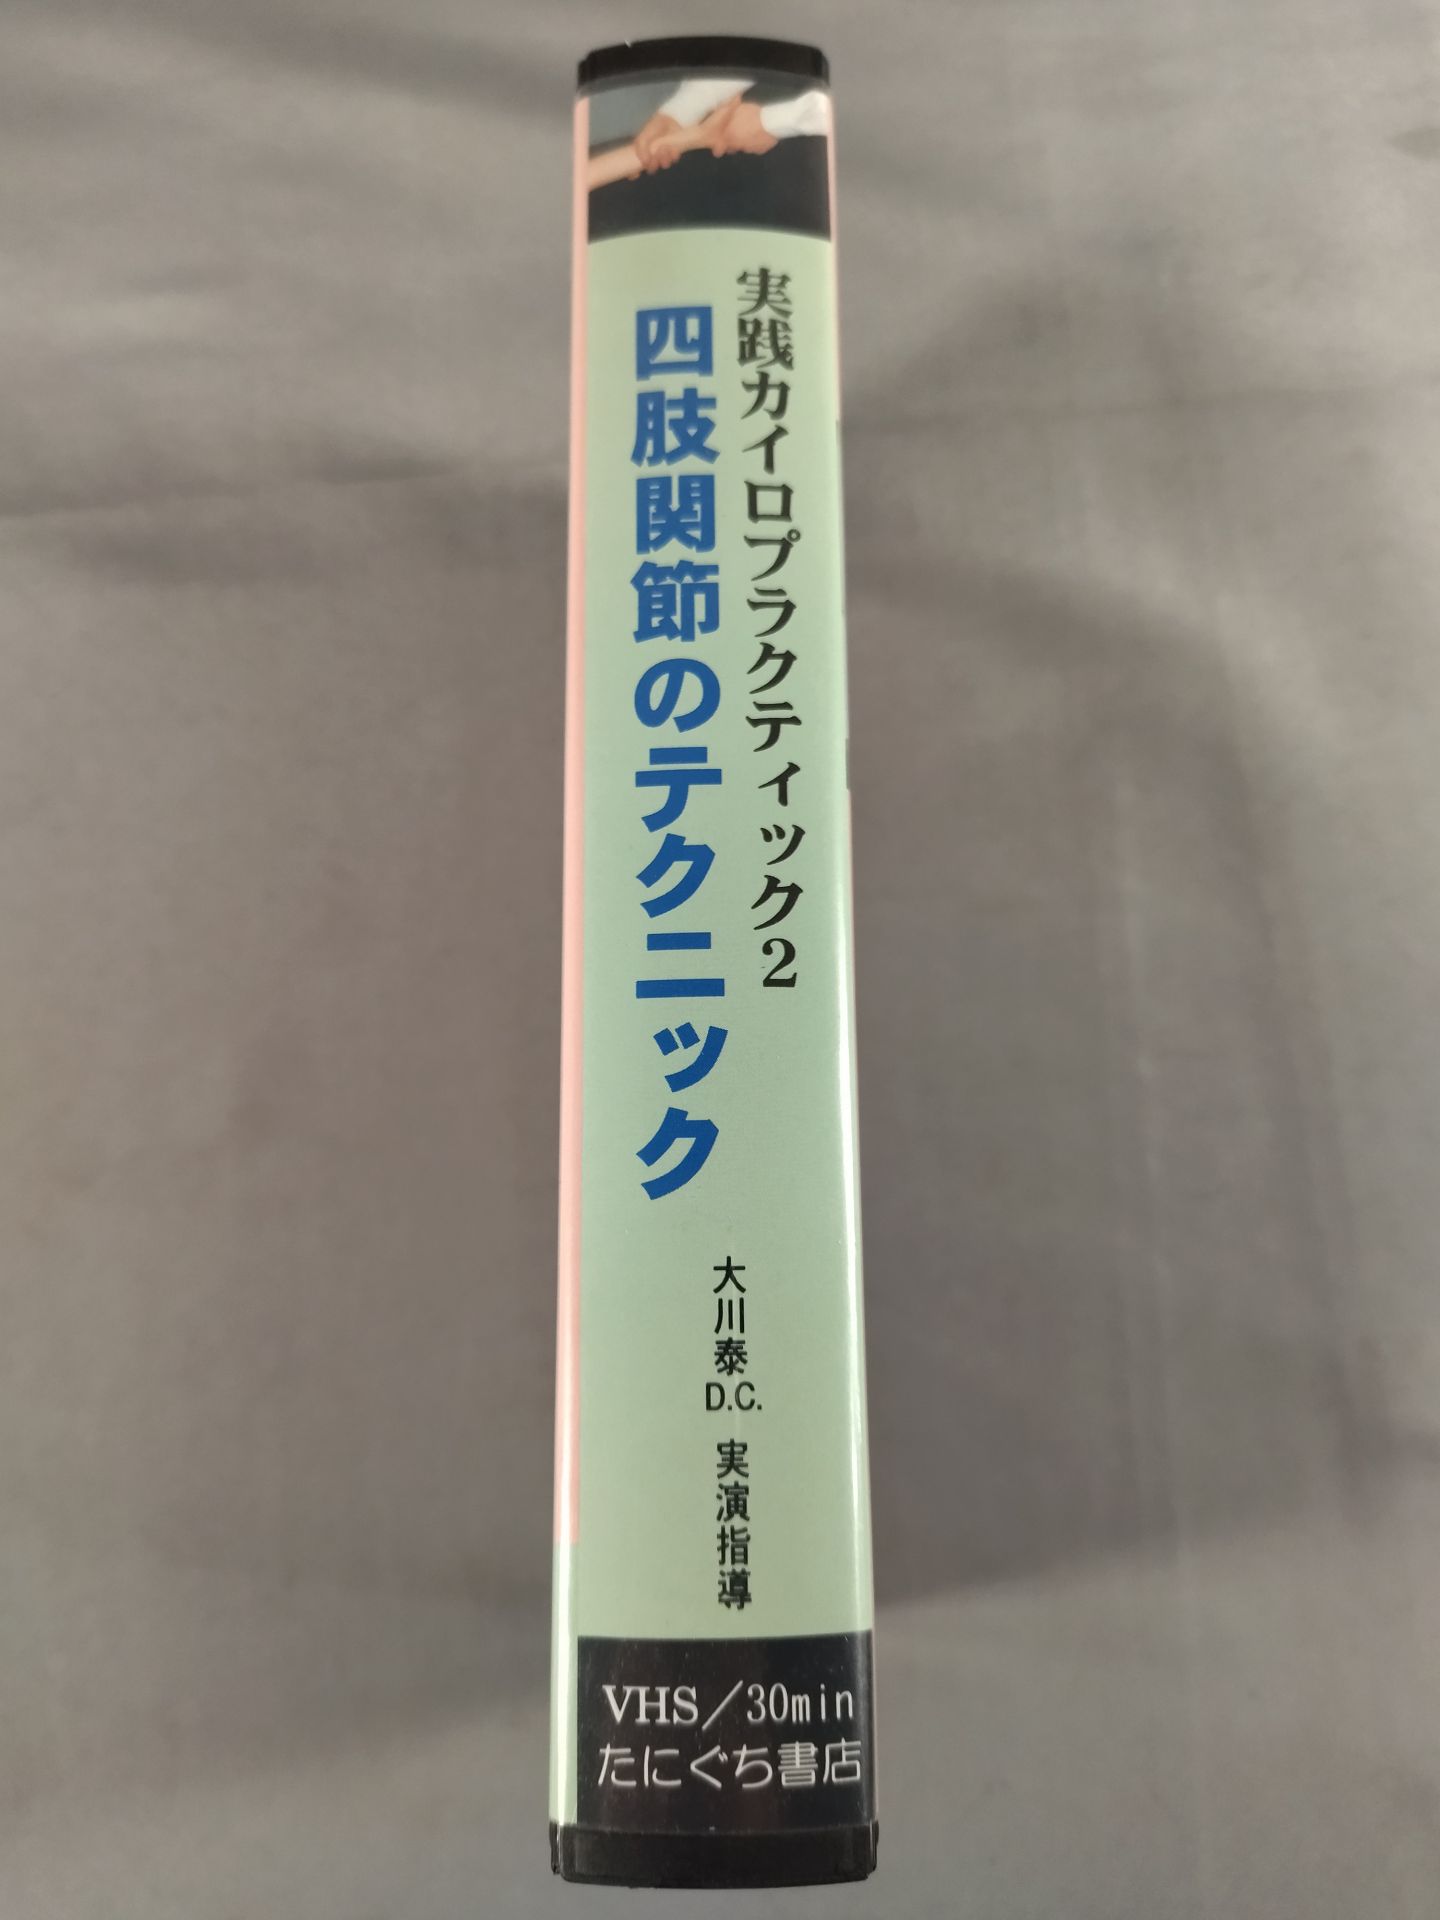 実践カイロプラクティック2
四肢関節のテクニック
大川泰D.C. 実演指導
VHS／30min
たにぐち書店